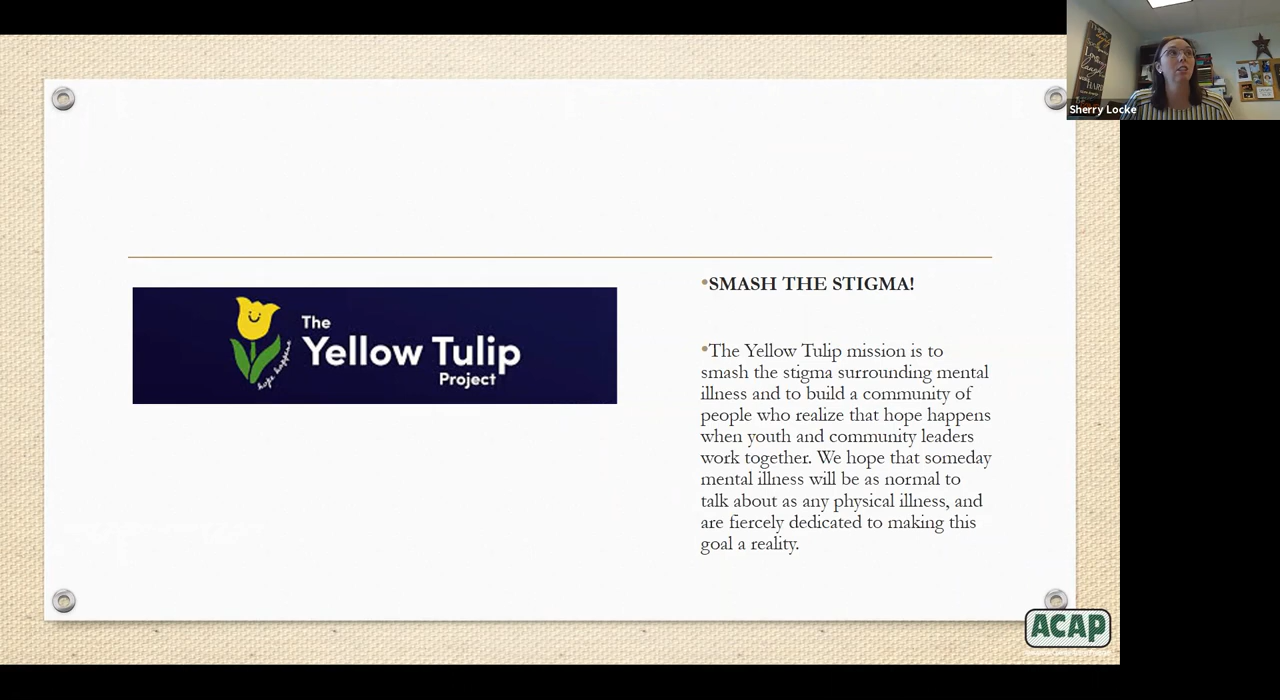 Sherry Locke
The
Yellow Tulip
Project
hope happens
•SMASH THE STIGMA!
•The Yellow Tulip mission is to
smash the stigma surrounding mental
illness and to build a community of
people who realize that hope happens
when youth and community leaders
work together. We hope that someday
mental illness will be as normal to
talk about as any physical illness, and
are fiercely dedicated to making this
goal a reality.
ACAP